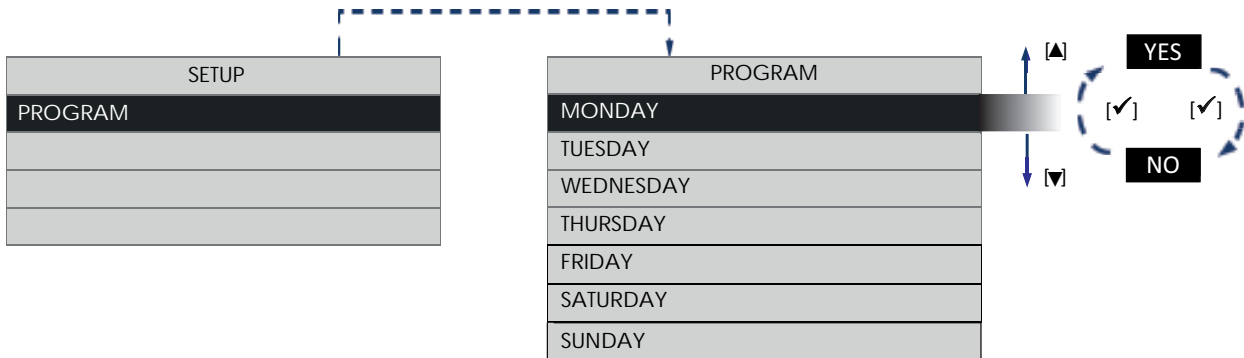 SETUP
PROGRAM
PROGRAM
MONDAY
TUESDAY
WEDNESDAY
THURSDAY
FRIDAY
SATURDAY
SUNDAY
[▲]
[▼]
YES
[✔] [✔]
NO